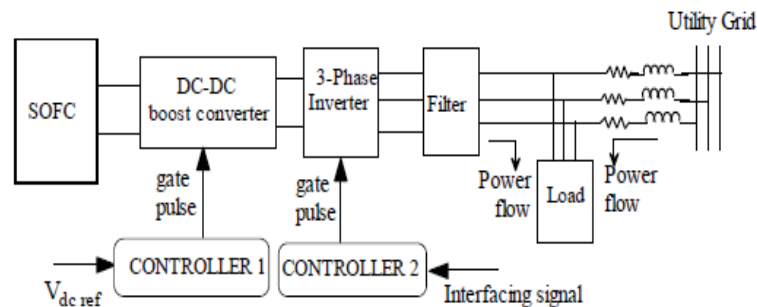 Utility Grid
SOFC
DC-DC
boost converter
3-Phase
Inverter
Filter
gate
pulse
gate
pulse
Power
flow
Load
Power
flow
CONTROLLER 1
CONTROLLER 2
Vdc ref
Interfacing signal